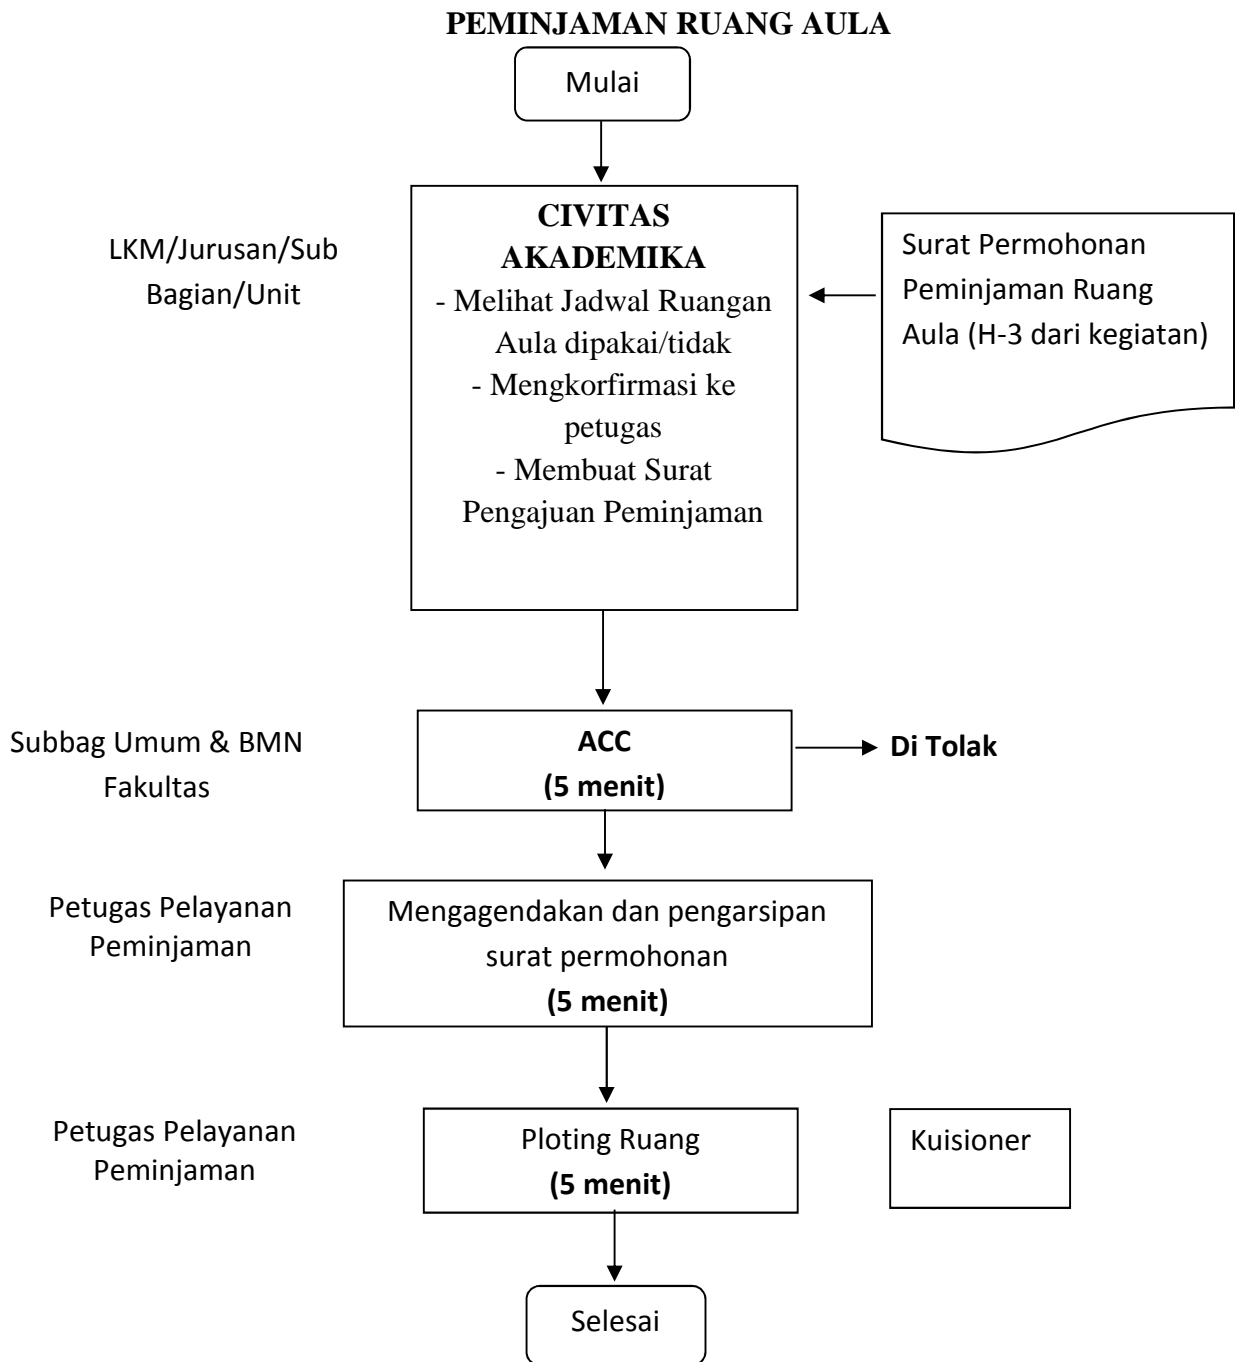 PEMINJAMAN RUANG AULA
Mulai
LKM/Jurusan/Sub
Bagian/Unit
CIVITAS
AKADEMIKA
- Melihat Jadwal Ruangan
Aula dipakai/tidak
- Mengkorfirmasi ke
petugas
- Membuat Surat
Pengajuan Peminjaman
Surat Permohonan
Peminjaman Ruang
Aula (H-3 dari kegiatan)
Subbag Umum & BMN
Fakultas
ACC
(5 menit)
Di Tolak
Petugas Pelayanan
Peminjaman
Mengagendakan dan pengarsipan
surat permohonan
(5 menit)
Petugas Pelayanan
Peminjaman
Ploting Ruang
(5 menit)
Kuisioner
Selesai